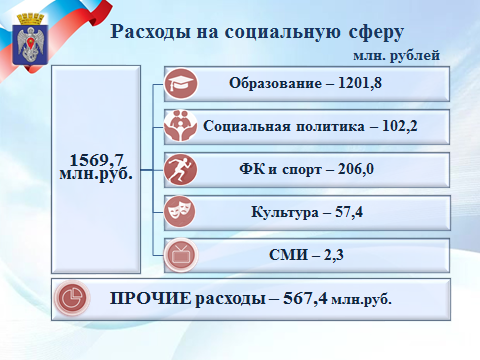 Расходы на социальную сферу
млн. рублей
1569,7
млн.руб.
Образование – 1201,8
Социальная политика – 102,2
ФК и спорт – 206,0
Культура – 57,4
СМИ – 2,3
ПРОЧИЕ расходы – 567,4 млн.руб.